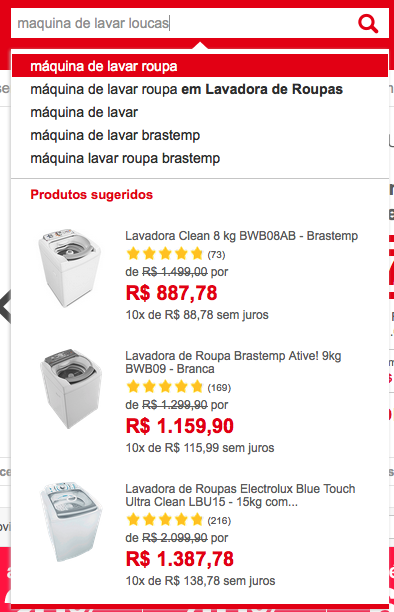 maquina de lavar loucas
máquina de lavar roupa
máquina de lavar roupa em Lavadora de Roupas
máquina de lavar
máquina de lavar brastemp
máquina lavar roupa brastemp
Produtos sugeridos
Lavadora Clean 8 kg BWB08AB - Brastemp
(73)
de R$ 1.499,00 por
R$ 887,78
10x de R$ 88,78 sem juros
Lavadora de Roupa Brastemp Ative! 9kg
BWB09 - Branca
(169)
de R$ 1.299,90 por
R$ 1.159,90
10x de R$ 115,99 sem juros
Lavadora de Roupas Electrolux Blue Touch
Ultra Clean LBU15 - 15kg com...
(216)
de R$ 2.099,90 por
R$ 1.387,78
10x de R$ 138,78 sem juros